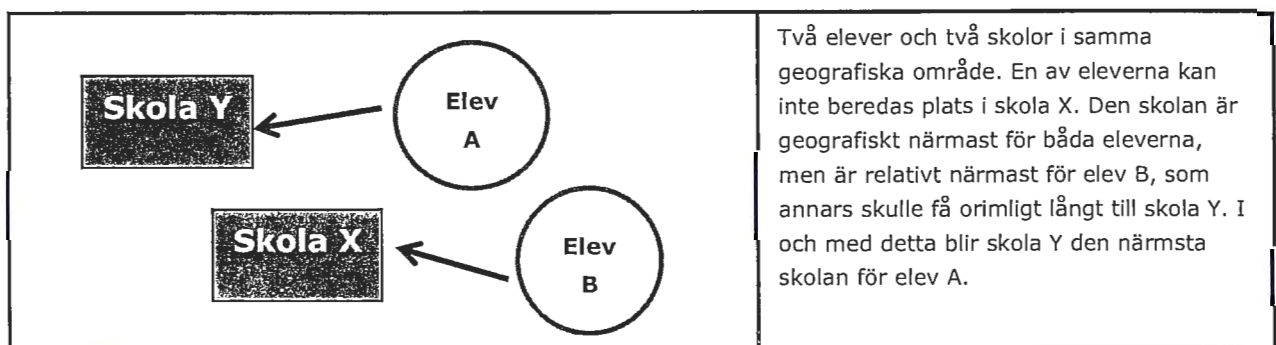 Skola Y
Elev
A
Skola X
Elev
B
Två elever och två skolor i samma
geografiska område. En av eleverna kan
inte beredas plats i skola X. Den skolan är
geografiskt närmast för båda eleverna,
men är relativt närmast för elev B, som
annars skulle få orimligt långt till skola Y. I
och med detta blir skola Y den närmsta
skolan för elev A.